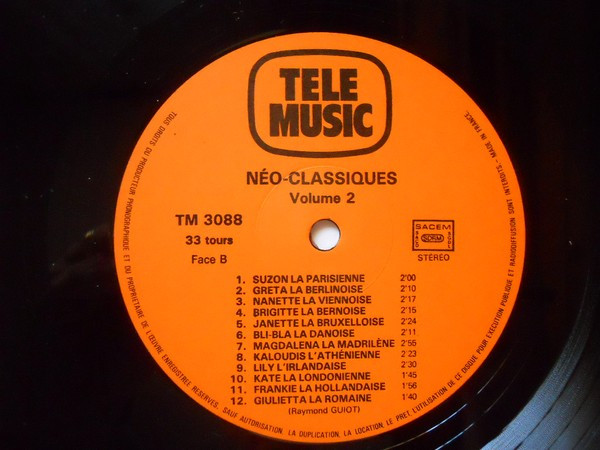 TELE
MUSIC
NÉO-CLASSIQUES
Volume 2
TM 3088
33 tours
Face B
SACEM
SDRM
STÉRÉO
1. SUZON LA PARISIENNE 2'00
2. GRETA LA BERLINOISE 2'10
3. NANETTE LA VIENNOISE 2'17
4. BRIGITTE LA BERNOISE 2'15
5. JANETTE LA BRUXELLOISE 2'24
6. BLI-BLA LA DANOISE 2'11
7. MAGDALENA LA MADRILÈNE 2'55
8. KALOUDIS L'ATHÉNIENNE 2'23
9. LILY L'IRLANDAISE 2'30
10. KATE LA LONDONIENNE 1'45
11. FRANKIE LA HOLLANDAISE 1'56
12. GIULIETTA LA ROMAINE 1'40
(Raymond GUIOT)
TOUS DROITS DU PRODUCTEUR PHONOGRAPHIQUE ET DU PROPRIETAIRE DE L'ŒUVRE ENREGISTREE RESERVES. SAUF AUTORISATION, LA DUPLICATION, LA LOCATION, LE PRET, L'UTILISATION DE CE DISQUE POUR EXECUTION PUBLIQUE ET RADIODIFFUSION SONT INTERDITS - MADE IN FRANCE.